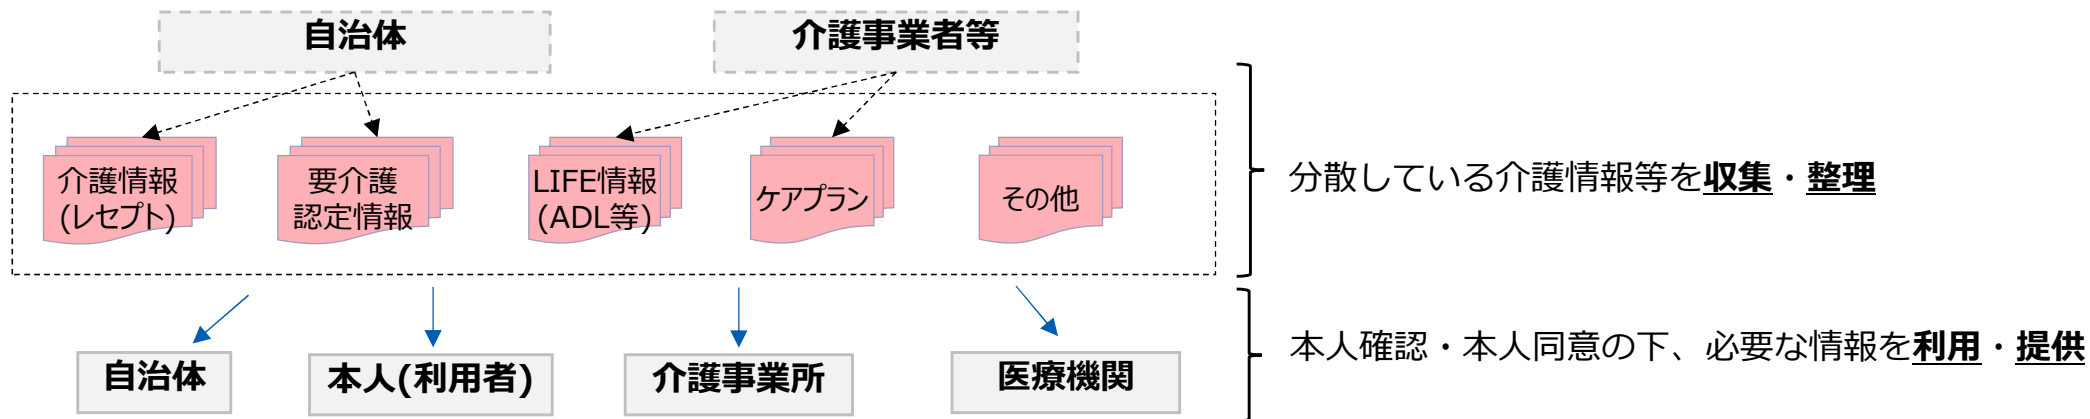 自治体
介護事業者等
介護情報
(レセプト)
要介護
認定情報
LIFE情報
(ADL等)
ケアプラン
その他
分散している介護情報等を収集・整理
自治体
本人(利用者)
介護事業所
医療機関
本人確認・本人同意の下、必要な情報を利用・提供